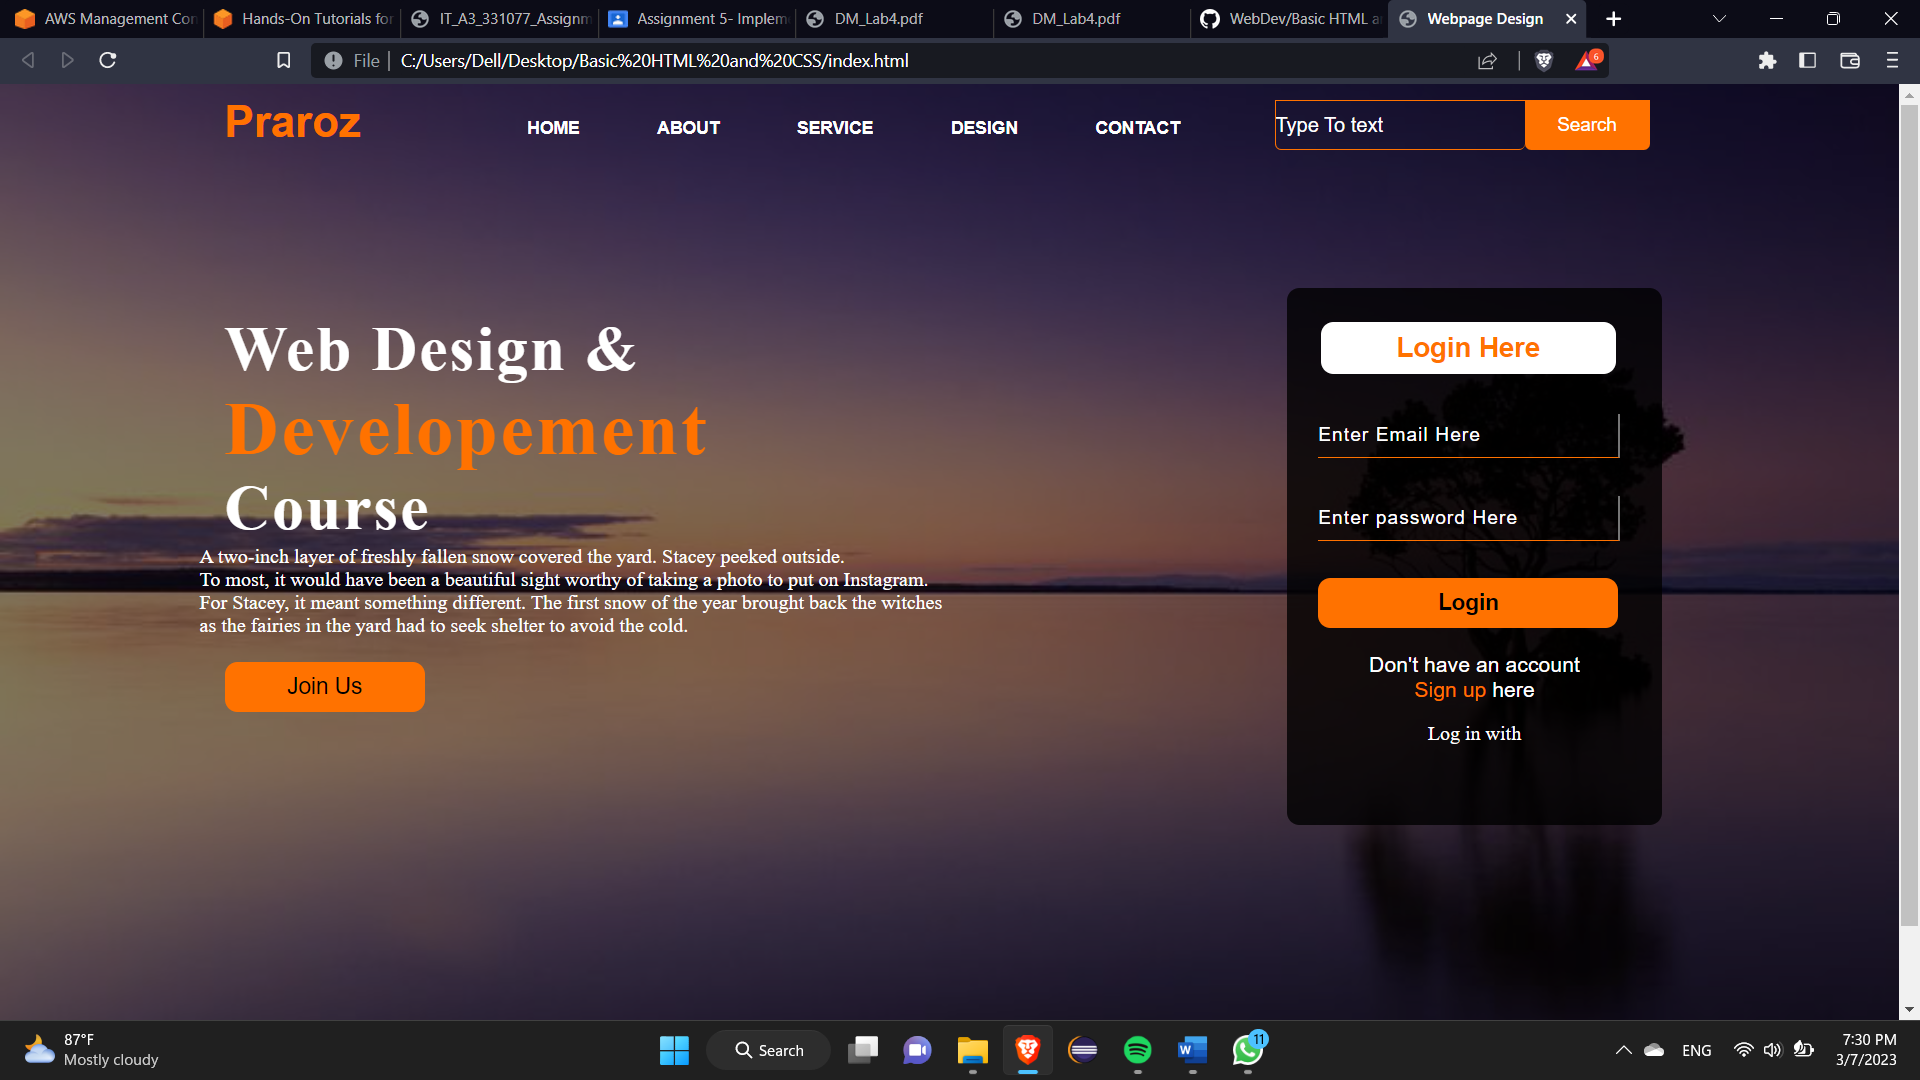 AWS Management Con
Hands-On Tutorials for
IT_A3_331077_Assignm
Assignment 5- Implem
DM_Lab4.pdf
DM_Lab4.pdf
WebDev/Basic HTML a
Webpage Design
File
C:/Users/Dell/Desktop/Basic%20HTML%20and%20CSS/index.html
6
Praroz
HOME
ABOUT
SERVICE
DESIGN
CONTACT
Type To text
Search
Web Design &
Developement
Course
A two-inch layer of freshly fallen snow covered the yard. Stacey peeked outside.
To most, it would have been a beautiful sight worthy of taking a photo to put on Instagram.
For Stacey, it meant something different. The first snow of the year brought back the witches
as the fairies in the yard had to seek shelter to avoid the cold.
Join Us
Login Here
Enter Email Here
Enter password Here
Login
Don't have an account
Sign up here
Log in with
87°F
Mostly cloudy
Search
W
11
ENG
7:30 PM
3/7/2023